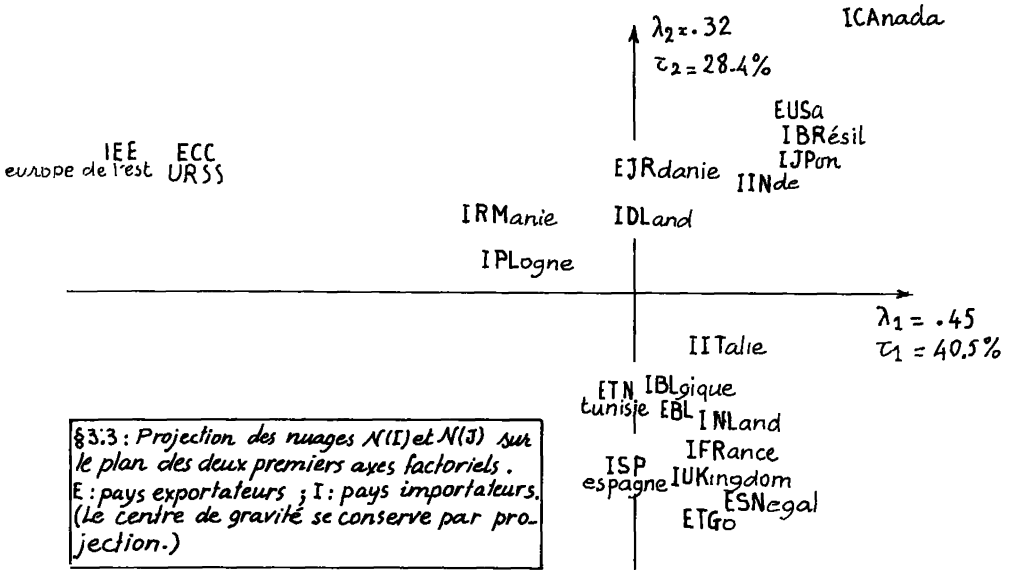 ICAnada
λ2=.32
τ2=28.4%
EUSa
IBRésil
IJPon
IINde
EJRdanie
IEE ECC
europe de l'est URSS
IRManie IDLand
IPLogne
λ1 = .45
τ1 = 40.5%
IITalie
ETN IBLgique
tunisie EBL INLand
IFRance
ISP
espagne IUKingdom
ESNegal
ETGo
§3.3: Projection des nuages N(I) et N(J) sur
le plan des deux premiers axes factoriels.
E : pays exportateurs ; I : pays importateurs.
(Le centre de gravité se conserve par pro-
jection.)